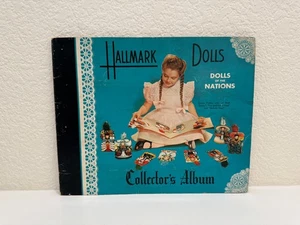 HALLMARK DOLLS
DOLLS
OF THE
NATIONS
Collector's Album